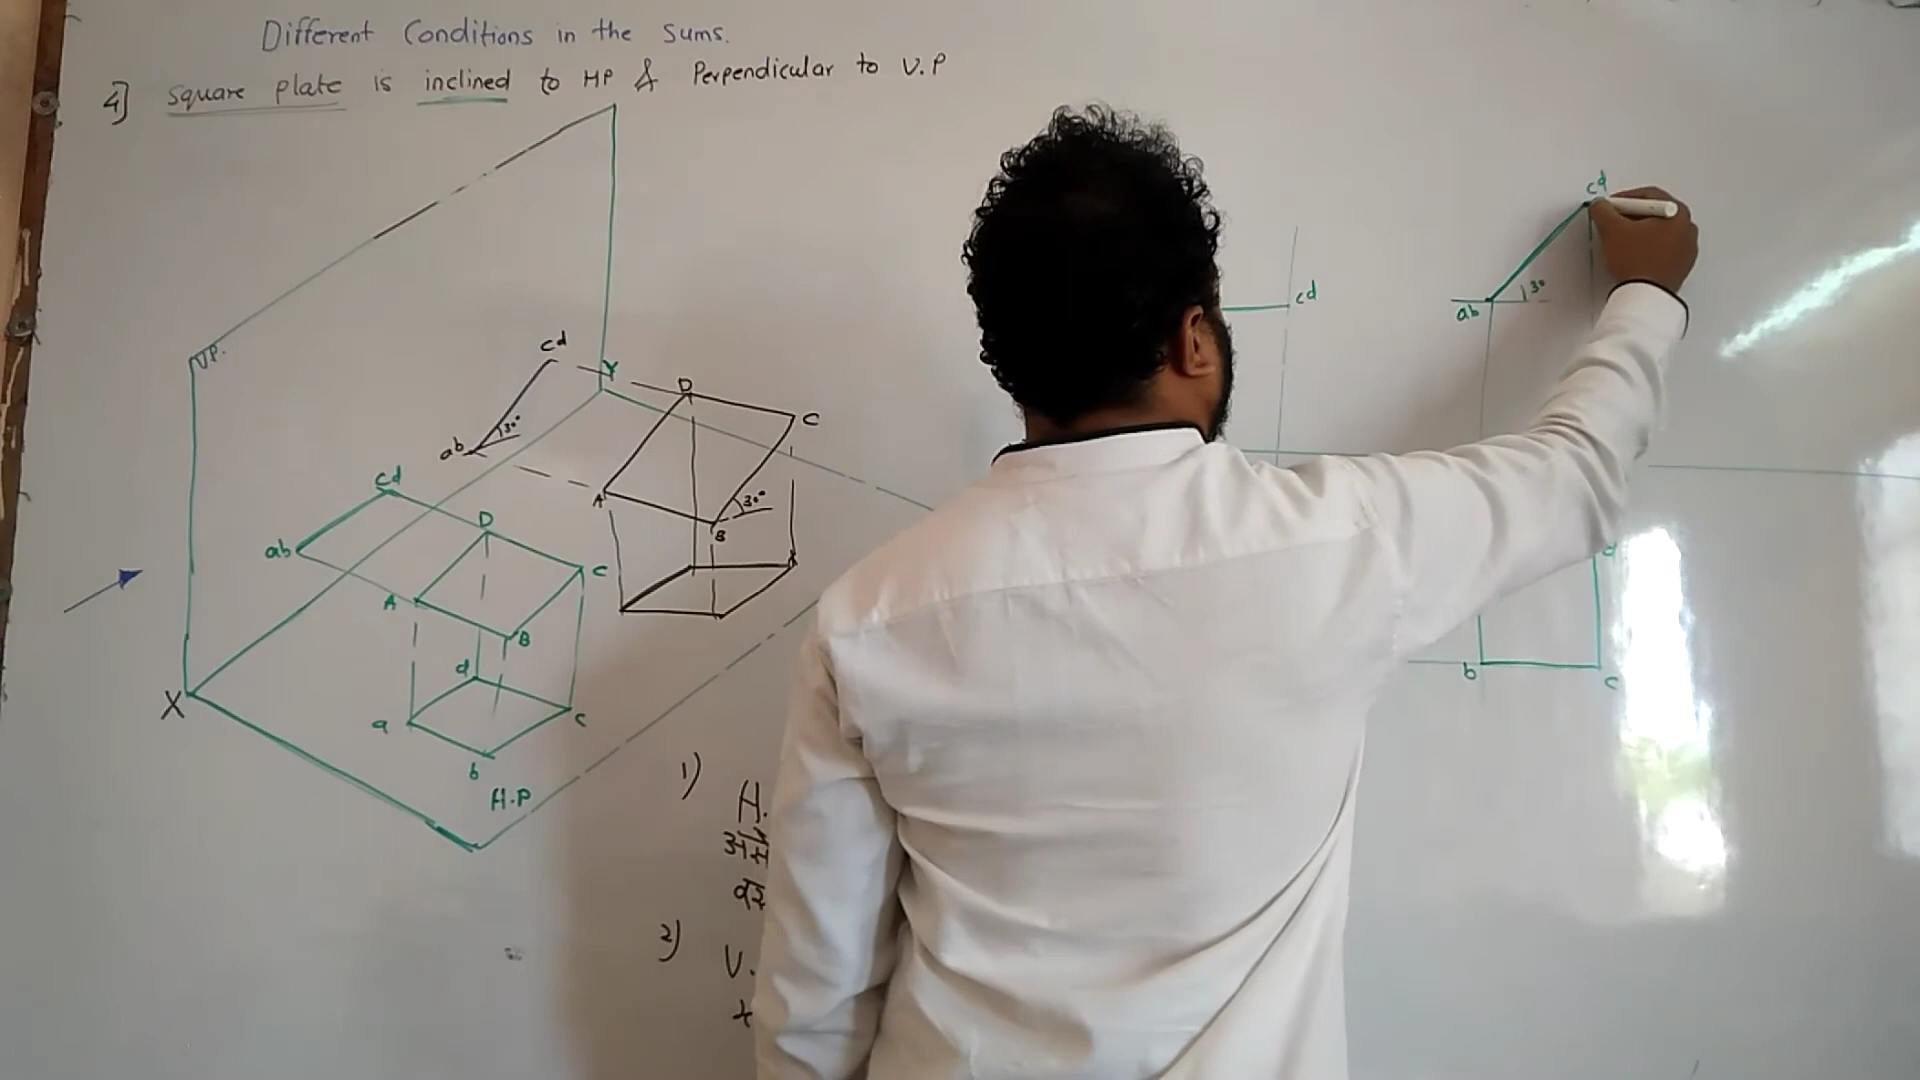 Different Conditions in the Sums.
4] square plate is inclined to HP & Perpendicular to V.P
V.P.
cd
ab
30°
Y
D
C
A
B
30°
cd
ab
D
C
A
B
d
a
c
b
H.P
X
cd
cd
ab
30
d
b
c
1)
H.
2)
V.